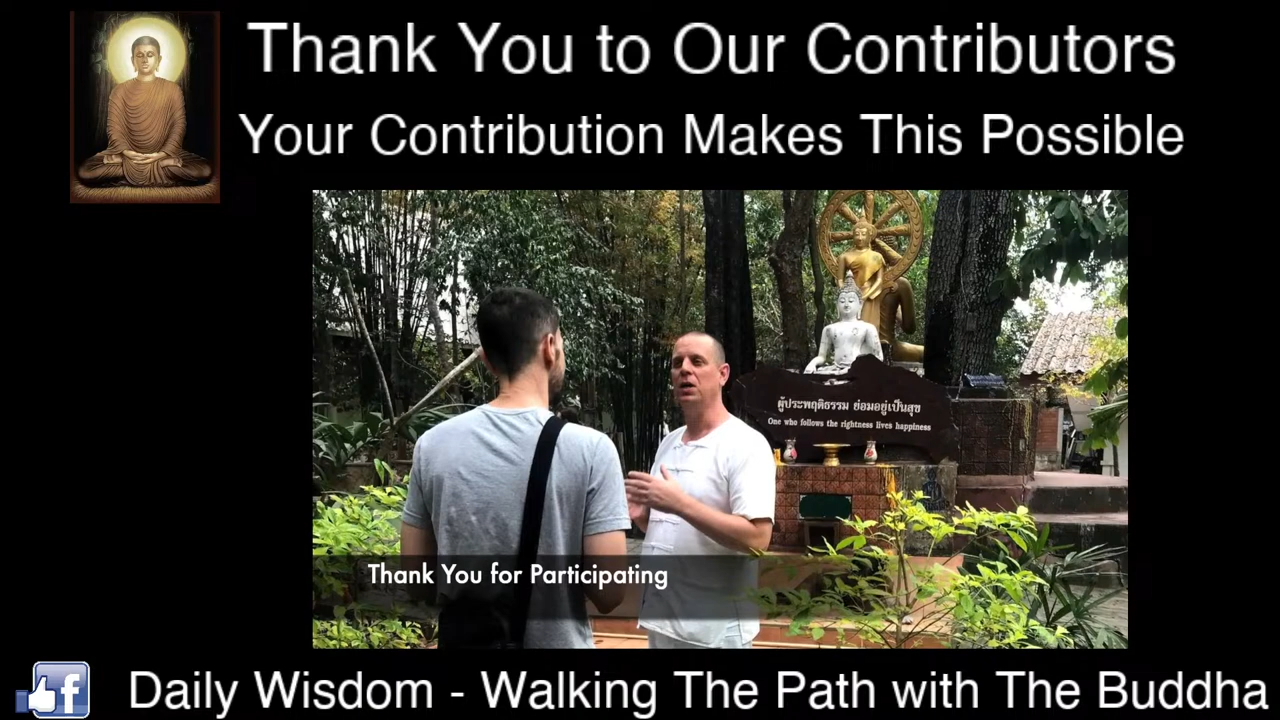 Thank You to Our Contributors
Your Contribution Makes This Possible
ผู้ประพฤติธรรม ย่อมอยู่เป็นสุข
One who follows the rightness lives happiness
Thank You for Participating
f
Daily Wisdom - Walking The Path with The Buddha